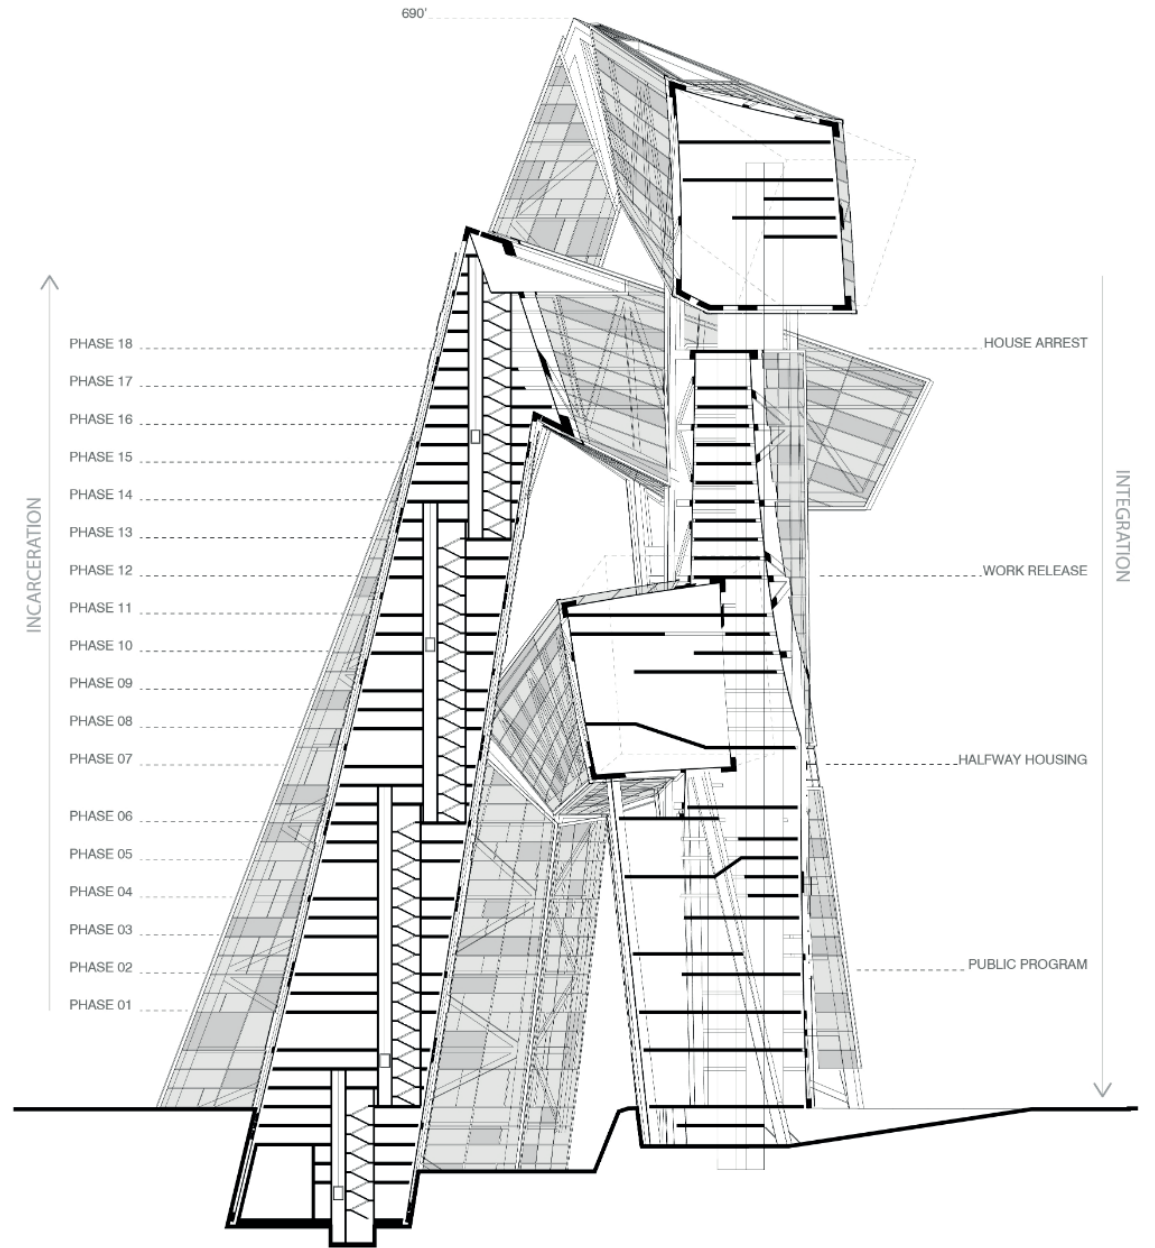 690'
PHASE 18
PHASE 17
PHASE 16
PHASE 15
PHASE 14
PHASE 13
PHASE 12
PHASE 11
PHASE 10
PHASE 09
PHASE 08
PHASE 07
PHASE 06
PHASE 05
PHASE 04
PHASE 03
PHASE 02
PHASE 01
INCARCERATION
HOUSE ARREST
WORK RELEASE
HALFWAY HOUSING
PUBLIC PROGRAM
INTEGRATION